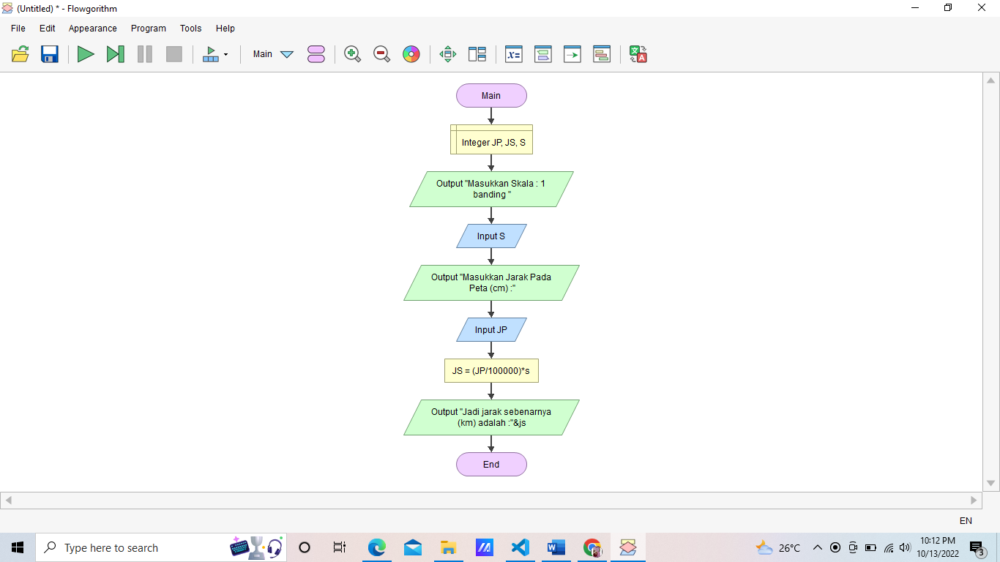 (Untitled) * - Flowgorithm
File Edit Appearance Program Tools Help
Main
x=
文
A
Main
Integer JP, JS, S
Output "Masukkan Skala : 1
banding "
Input S
Output "Masukkan Jarak Pada
Peta (cm) :"
Input JP
JS = (JP/100000)*s
Output "Jadi jarak sebenarnya
(km) adalah :"&js
End
EN
Type here to search
W
26°C
10:12 PM
10/13/2022
3